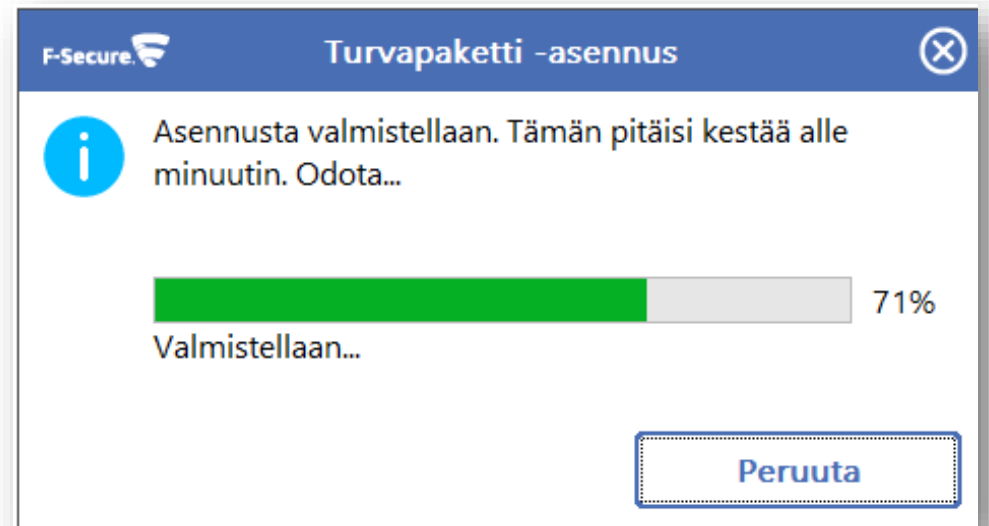 F-Secure. Turvapaketti -asennus
Asennusta valmistellaan. Tämän pitäisi kestää alle
minuutin. Odota...
71%
Valmistellaan...
Peruuta